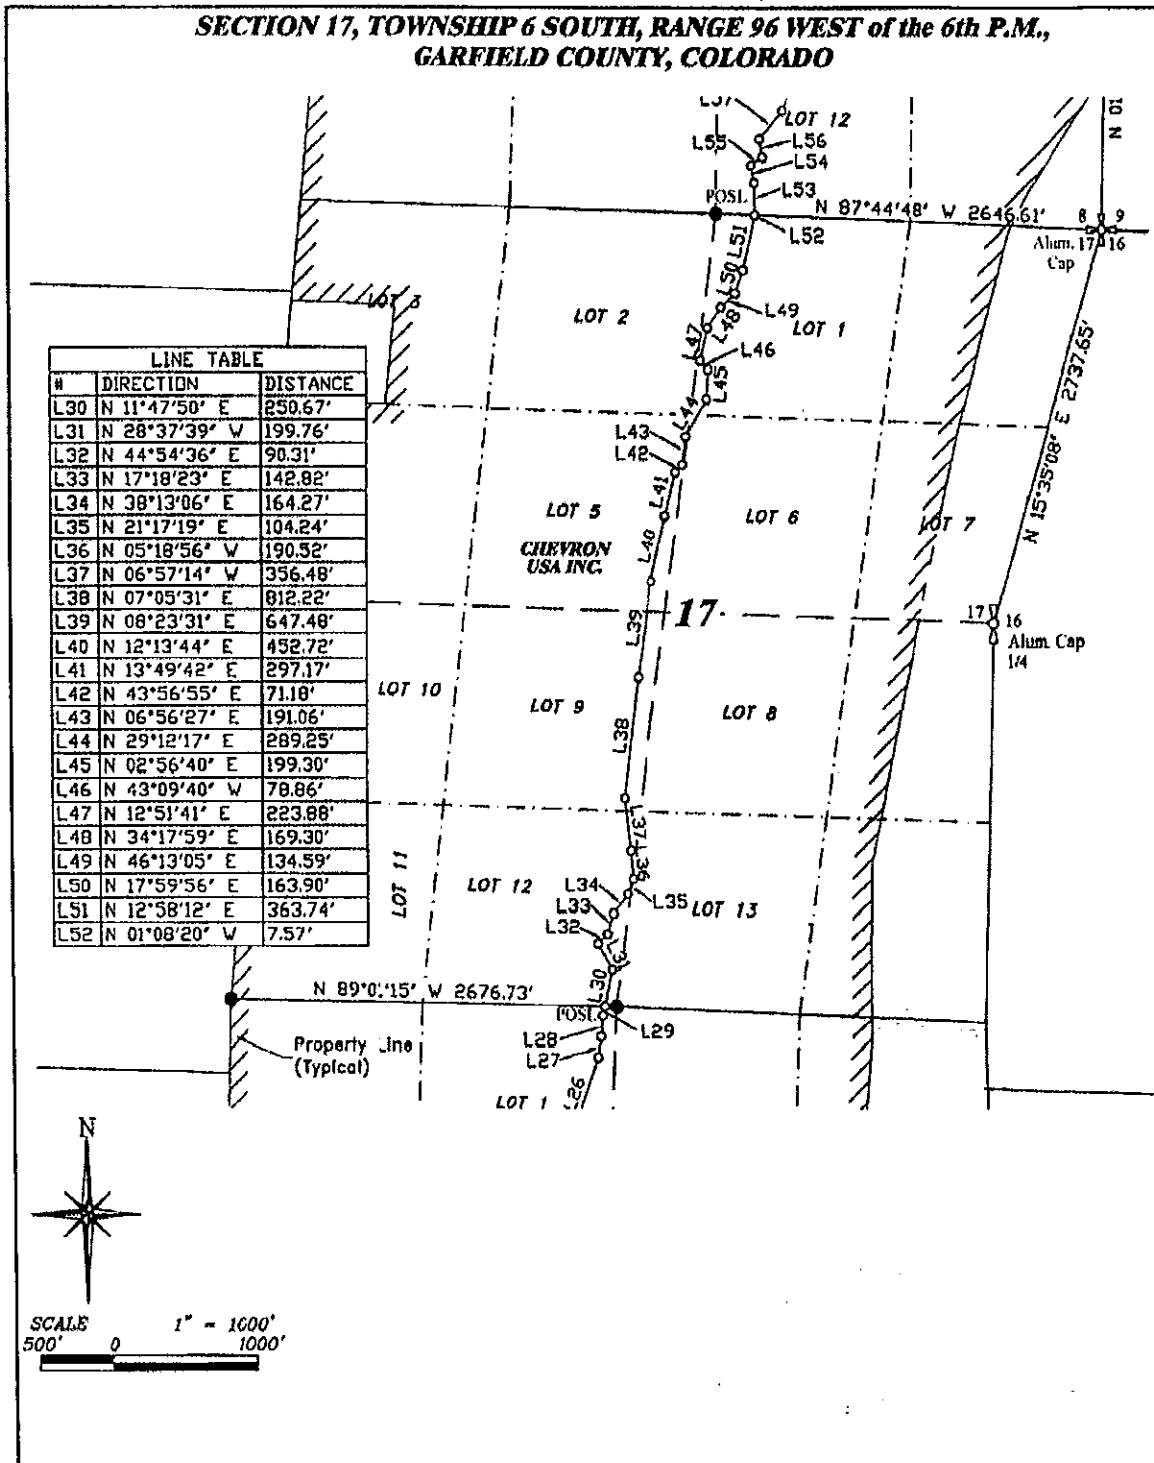 SECTION 17, TOWNSHIP 6 SOUTH, RANGE 96 WEST of the 6th P.M.,
GARFIELD COUNTY, COLORADO
L57
LOT 12
L56
L55
L54
L53
POSL
N 87°44'48" W 2646.61'
L52
8 9
17 16
Alum.
Cap
L51
L50
L49
L48
LOT 3
LOT 2
LOT 1
L47
L46
L45
N 15°35'08" E 2737.65'
LINE TABLE
# DIRECTION DISTANCE
L30 N 11°47'50" E 250.67'
L31 N 28°37'39" W 199.76'
L32 N 44°54'36" E 90.31'
L33 N 17°18'23" E 142.82'
L34 N 38°13'06" E 164.27'
L35 N 21°17'19" E 104.24'
L36 N 05°18'56" W 190.52'
L37 N 06°57'14" W 356.48'
L38 N 07°05'31" E 812.22'
L39 N 08°23'31" E 647.48'
L40 N 12°13'44" E 452.72'
L41 N 13°49'42" E 297.17'
L42 N 43°56'55" E 71.18'
L43 N 06°56'27" E 191.06'
L44 N 29°12'17" E 289.25'
L45 N 02°56'40" E 199.30'
L46 N 43°09'40" W 78.86'
L47 N 12°51'41" E 223.88'
L48 N 34°17'59" E 169.30'
L49 N 46°13'05" E 134.59'
L50 N 17°59'56" E 163.90'
L51 N 12°58'12" E 363.74'
L52 N 01°08'20" W 7.57'
L44
L43
L42
L41
LOT 5
LOT 6
LOT 7
CHEVRON
USA INC.
L40
17
17 16
Alum. Cap
1/4
L39
LOT 10
LOT 9
LOT 8
L38
L37
L36
LOT 11
LOT 12
L34
L35
LOT 13
L33
L32
L31
L30
N 89°0 '15" W 2676.73'
POSL
L29
L28
L27
Property Line
(Typical)
LOT 1
L26
N
SCALE 1" = 1000'
500' 0 1000'